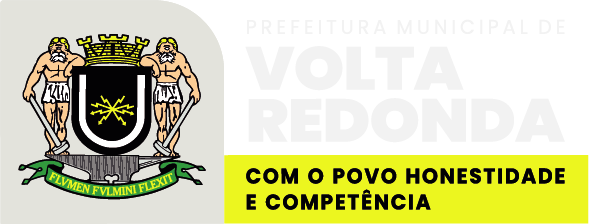 PREFEITURA MUNICIPAL DE
VOLTA
REDONDA
COM O POVO HONESTIDADE
E COMPETÊNCIA
FLVMEN FVLMINI FLEXIT